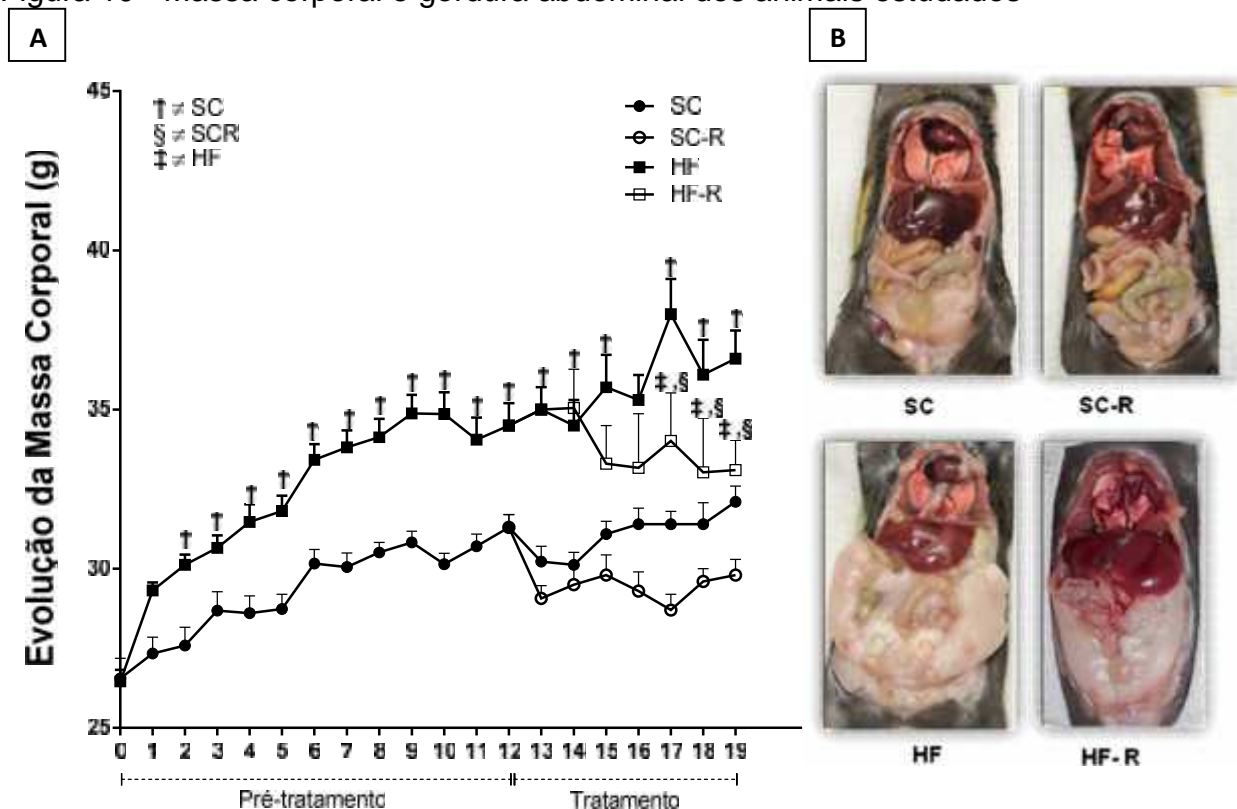 Figura 10 - Massa corporal e gordura abdominal dos animais estudados
A
B
Evolução da Massa Corporal (g)
45
40
35
30
25
† ≠ SC
§ ≠ SCR
‡ ≠ HF
SC
SC-R
HF
HF-R
† † † † † † † † † † † † † † † † †
‡,§
‡,§
‡,§
0 1 2 3 4 5 6 7 8 9 10 11 12 13 14 15 16 17 18 19
Pré-tratamento
Tratamento
SC
SC-R
HF
HF-R